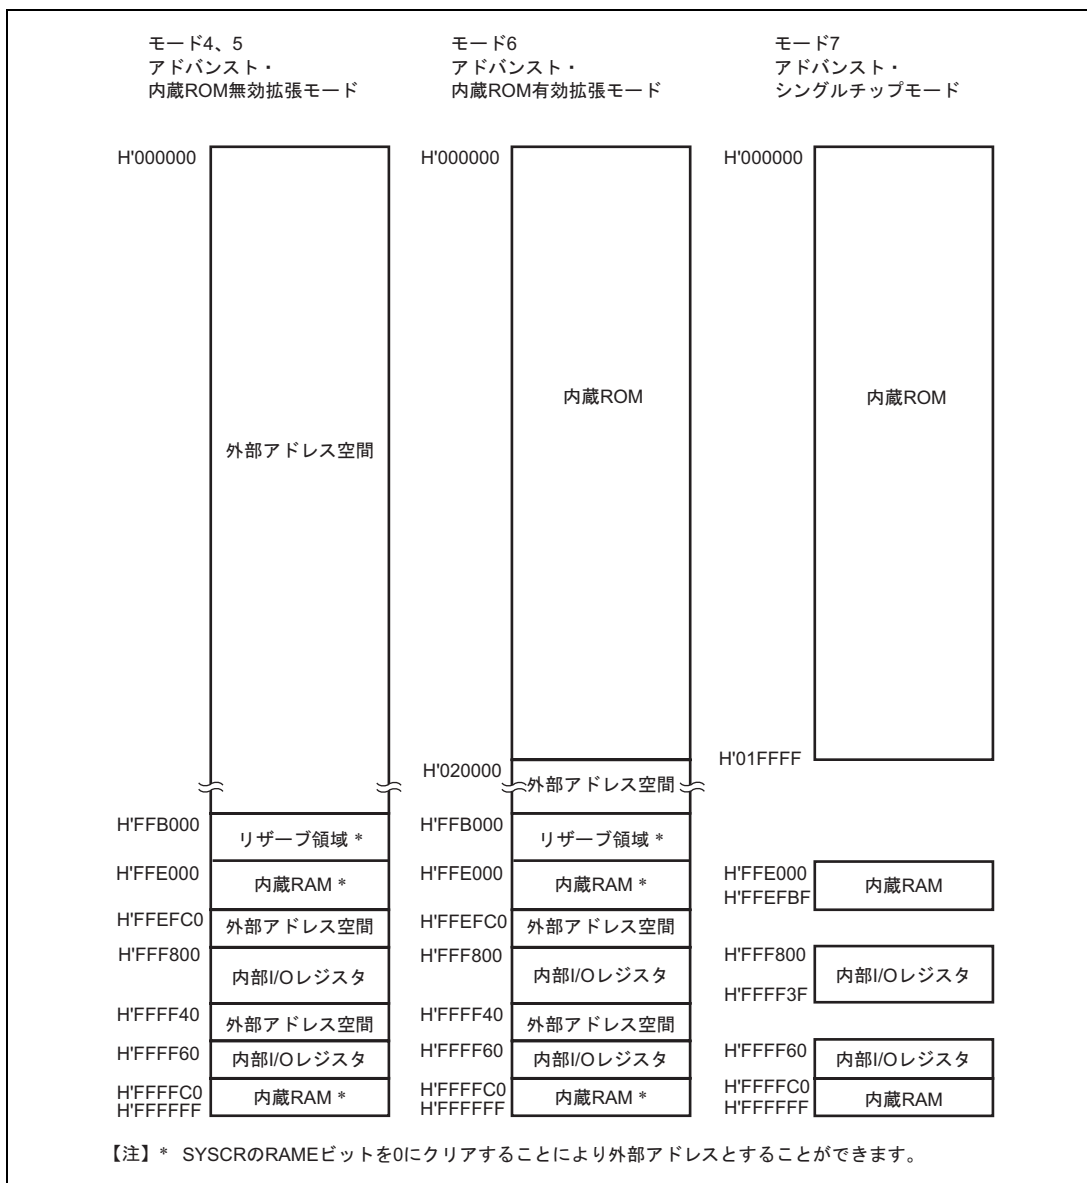 モード4、5
アドバンスト・
内蔵ROM無効拡張モード
H'000000
外部アドレス空間
H'FFB000
リザーブ領域 *
H'FFE000
内蔵RAM *
H'FFEFC0
外部アドレス空間
H'FFF800
内部I/Oレジスタ
H'FFFF40
外部アドレス空間
H'FFFF60
内部I/Oレジスタ
H'FFFFC0
内蔵RAM *
H'FFFFFF
モード6
アドバンスト・
内蔵ROM有効拡張モード
H'000000
内蔵ROM
H'020000
外部アドレス空間
H'FFB000
リザーブ領域 *
H'FFE000
内蔵RAM *
H'FFEFC0
外部アドレス空間
H'FFF800
内部I/Oレジスタ
H'FFFF40
外部アドレス空間
H'FFFF60
内部I/Oレジスタ
H'FFFFC0
内蔵RAM *
H'FFFFFF
モード7
アドバンスト・
シングルチップモード
H'000000
内蔵ROM
H'01FFFF
H'FFE000
内蔵RAM
H'FFEFBF
H'FFF800
内部I/Oレジスタ
H'FFFF3F
H'FFFF60
内部I/Oレジスタ
H'FFFFC0
内蔵RAM
H'FFFFFF
【注】* SYSCRのRAMEビットを0にクリアすることにより外部アドレスとすることができます。